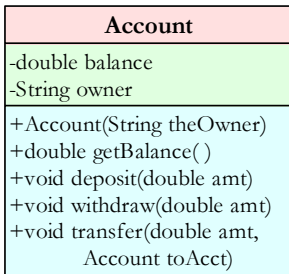 Account
-double balance
-String owner
+Account(String theOwner)
+double getBalance( )
+void deposit(double amt)
+void withdraw(double amt)
+void transfer(double amt,
Account toAcct)